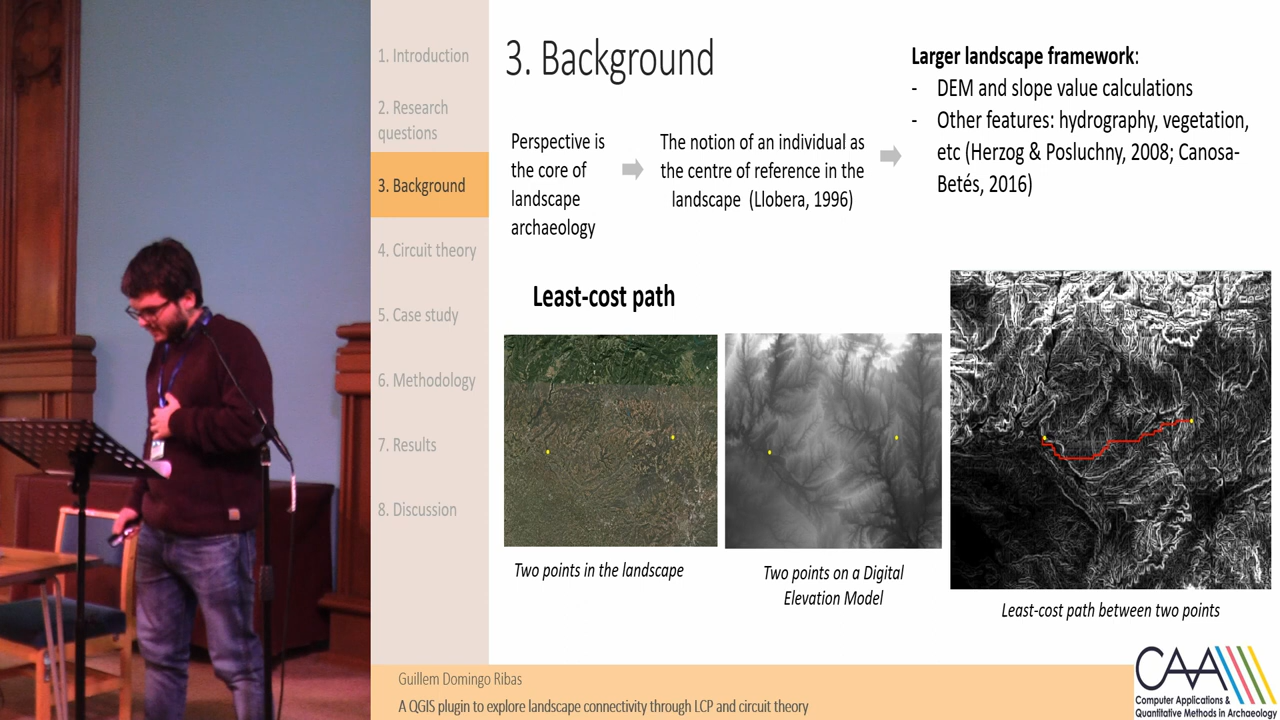 1. Introduction
2. Research
questions
3. Background
4. Circuit theory
5. Case study
6. Methodology
7. Results
8. Discussion
3. Background
Perspective is
the core of
landscape
archaeology
The notion of an individual as
the centre of reference in the
landscape (Llobera, 1996)
Larger landscape framework:
- DEM and slope value calculations
- Other features: hydrography, vegetation,
etc (Herzog & Posluchny, 2008; Canosa-
Betés, 2016)
Least-cost path
Two points in the landscape
Two points on a Digital
Elevation Model
Least-cost path between two points
Guillem Domingo Ribas
A QGIS plugin to explore landscape connectivity through LCP and circuit theory
CAA
Computer Applications &
Quantitative Methods in Archaeology